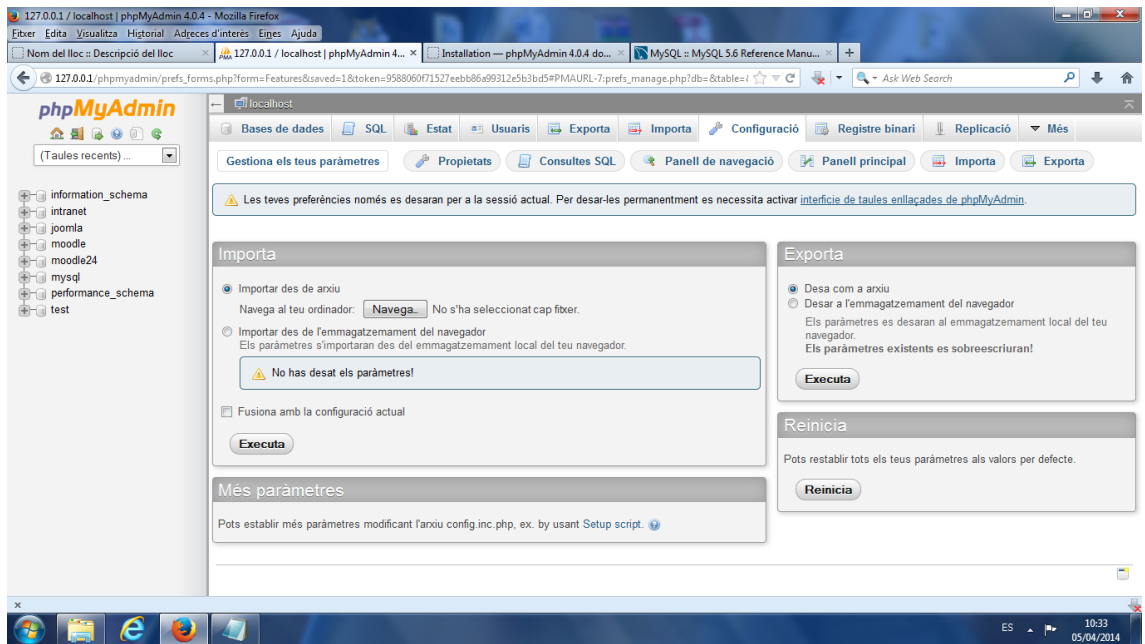 127.0.0.1 / localhost | phpMyAdmin 4.0.4 - Mozilla Firefox
Fitxer Edita Visualitza Historial Adreces d'interès Eines Ajuda
Nom del lloc :: Descripció del lloc
127.0.0.1 / localhost | phpMyAdmin 4...
Installation — phpMyAdmin 4.0.4 do...
MySQL :: MySQL 5.6 Reference Manu...
127.0.0.1/phpmyadmin/prefs_forms.php?form=Features&saved=1&token=9588060f71527eebb86a99312e5b3bd5#PMAURL-7:prefs_manage.php?db=&table=
Ask Web Search
phpMyAdmin
(Taules recents) ...
information_schema
intranet
joomla
moodle
moodle24
mysql
performance_schema
test
localhost
Bases de dades SQL Estat Usuaris Exporta Importa Configuració Registre binari Replicació Més
Gestiona els teus paràmetres Propietats Consultes SQL Panell de navegació Panell principal Importa Exporta
Les teves preferències només es desaran per a la sessió actual. Per desar-les permanentment es necessita activar interficie de taules enllaçades de phpMyAdmin.
Importa
Importar des de arxiu
Navega al teu ordinador: Navega... No s'ha seleccionat cap fitxer.
Importar des de l'emmagatzemament del navegador
Els paràmetres s'importaran des del emmagatzemament local del teu navegador.
No has desat els paràmetres!
Fusiona amb la configuració actual
Executa
Més paràmetres
Pots establir més paràmetres modificant l'arxiu config.inc.php, ex. by usant Setup script.
Exporta
Desa com a arxiu
Desar a l'emmagatzemament del navegador
Els paràmetres es desaran al emmagatzemament local del teu
navegador.
Els paràmetres existents es sobreescriuran!
Executa
Reinicia
Pots restablir tots els teus paràmetres als valors per defecte.
Reinicia
ES
10:33
05/04/2014